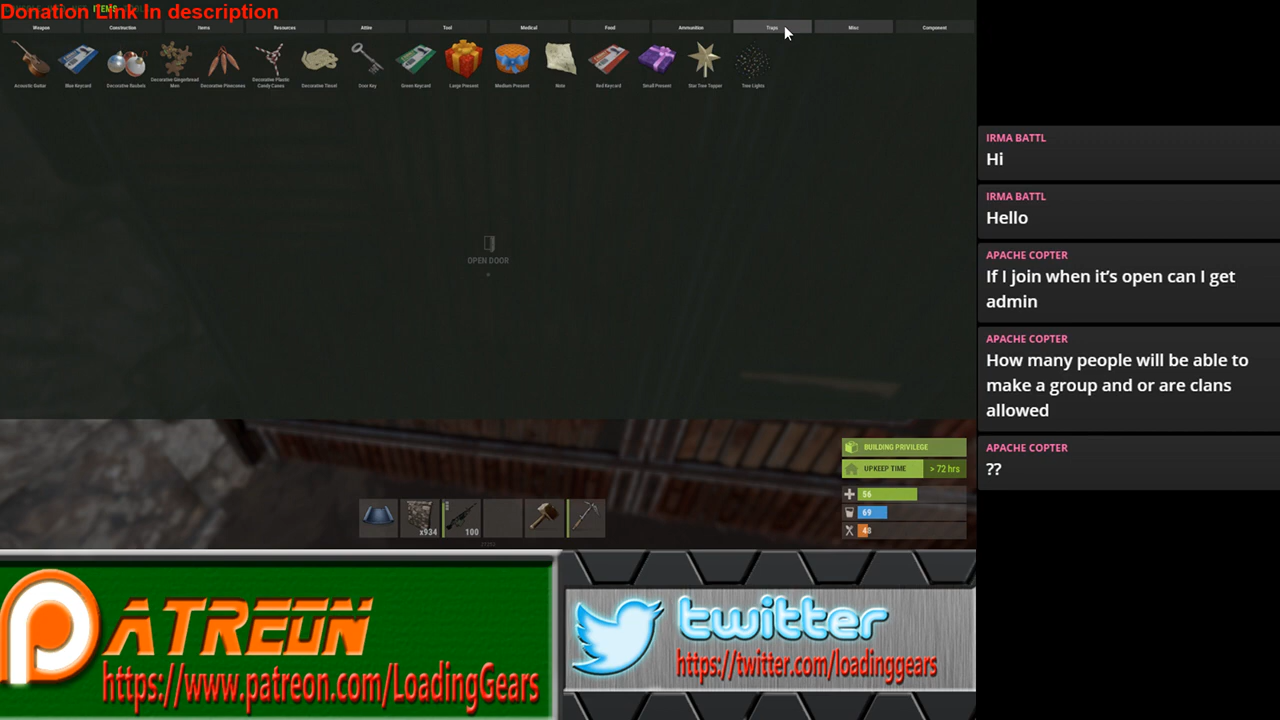 Donation Link In description
ITEMS
Weapon Construction Items Resources Attire Tool Medical Food Ammunition Traps Misc Component
Acoustic Guitar Blue Keycard Decorative Baubels Decorative Gingerbread Men Decorative Pinecones Decorative Plastic Candy Canes Decorative Tinsel Door Key Green Keycard Large Present Medium Present Note Red Keycard Small Present Star Tree Topper Tree Lights
OPEN DOOR
BUILDING PRIVILEGE
UPKEEP TIME > 72 hrs
56
69
48
x934 100
PATREON
https://www.patreon.com/LoadingGears
twitter
https://twitter.com/loadinggears
IRMA BATTL
Hi
IRMA BATTL
Hello
APACHE COPTER
If I join when it’s open can I get
admin
APACHE COPTER
How many people will be able to
make a group and or are clans
allowed
APACHE COPTER
??